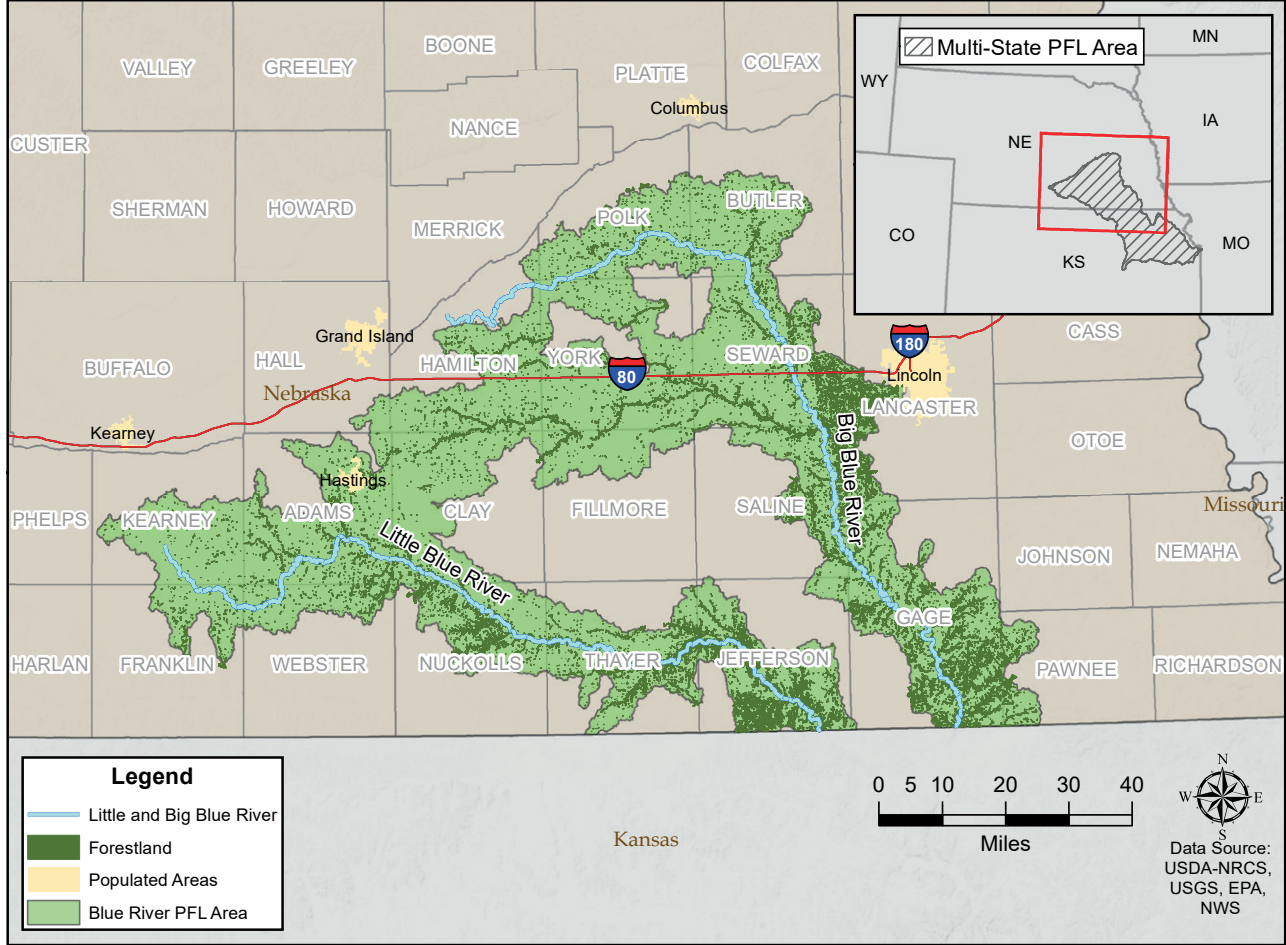 BOONE
VALLEY
GREELEY
PLATTE
COLFAX
Columbus
NANCE
CUSTER
SHERMAN
HOWARD
MERRICK
POLK
BUTLER
Multi-State PFL Area
MN
WY
IA
NE
CO
KS
MO
Grand Island
BUFFALO
HALL
HAMILTON
YORK
SEWARD
80
180
CASS
Lincoln
LANCASTER
Nebraska
Kearney
Big Blue River
OTOE
Hastings
PHELPS
KEARNEY
ADAMS
CLAY
FILLMORE
SALINE
Missouri
Little Blue River
JOHNSON
NEMAHA
GAGE
HARLAN
FRANKLIN
WEBSTER
NUCKOLLS
THAYER
JEFFERSON
PAWNEE
RICHARDSON
Legend
Little and Big Blue River
Forestland
Populated Areas
Blue River PFL Area
Kansas
0 5 10 20 30 40
Miles
N
W E
S
Data Source:
USDA-NRCS,
USGS, EPA,
NWS